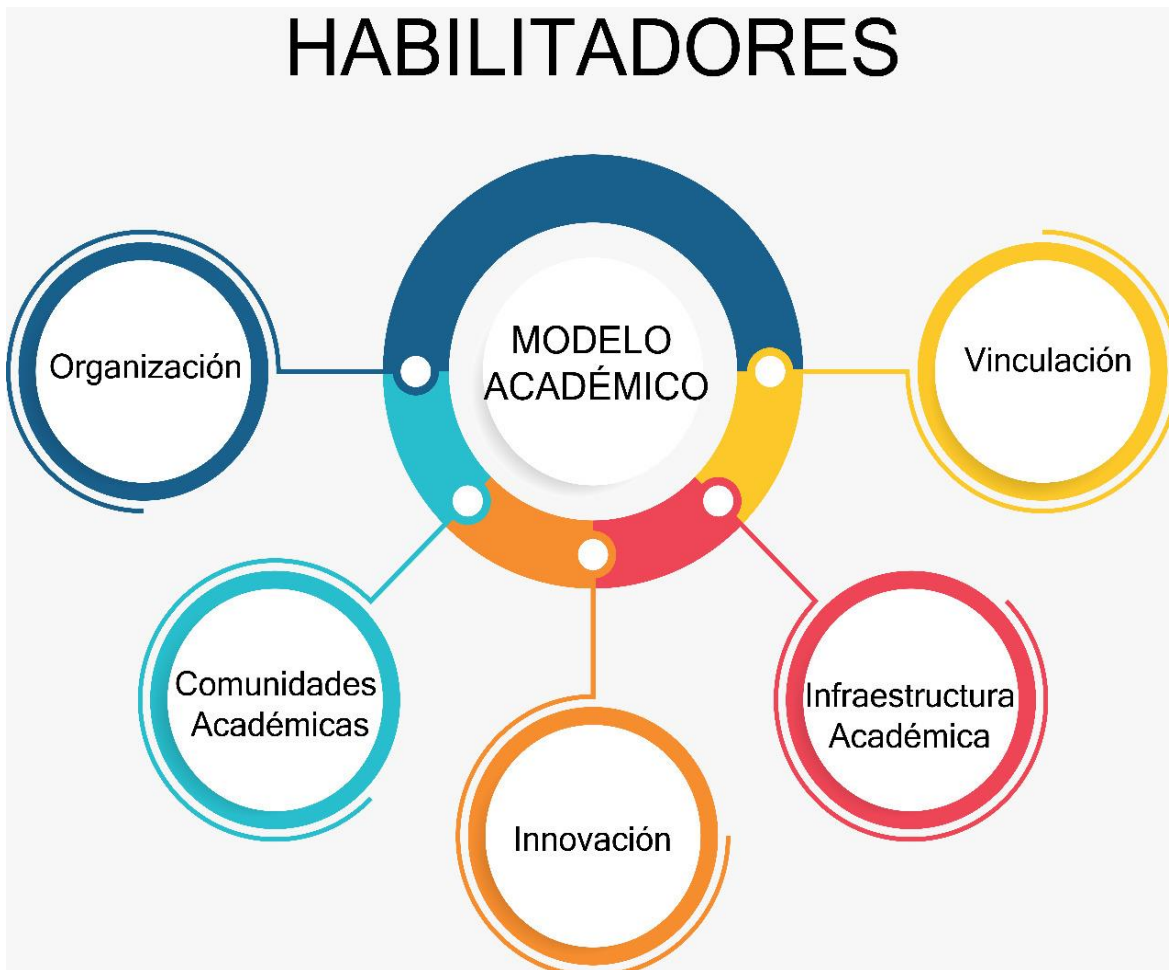 HABILITADORES
MODELO
ACADÉMICO
Organización
Vinculación
Comunidades
Académicas
Infraestructura
Académica
Innovación